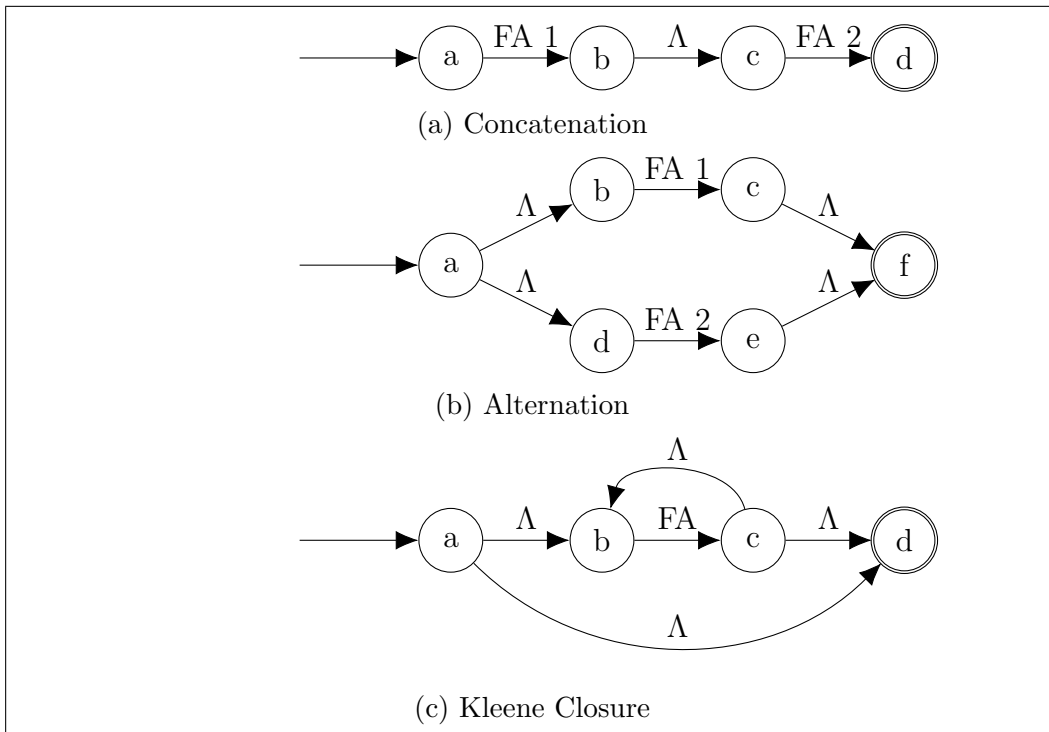 a FA 1 b Λ c FA 2 d
(a) Concatenation
b FA 1 c
Λ Λ
a f
Λ Λ
d FA 2 e
(b) Alternation
Λ
a Λ b FA c Λ d
Λ
(c) Kleene Closure